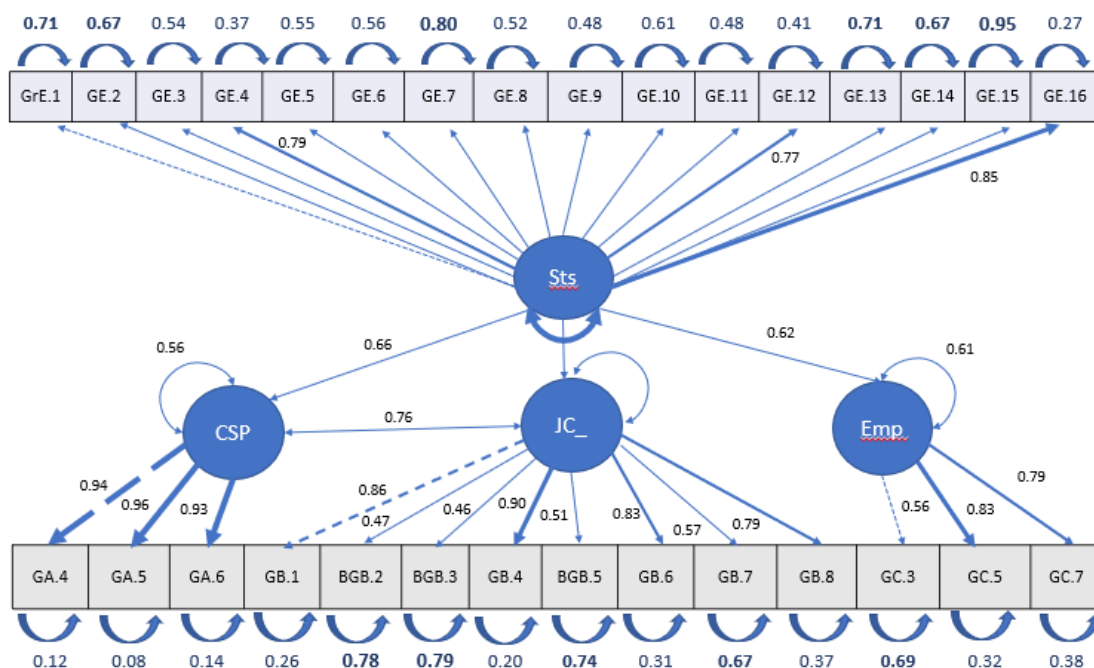 0.71 0.67 0.54 0.37 0.55 0.56 0.80 0.52 0.48 0.61 0.48 0.41 0.71 0.67 0.95 0.27
GrE.1 GE.2 GE.3 GE.4 GE.5 GE.6 GE.7 GE.8 GE.9 GE.10 GE.11 GE.12 GE.13 GE.14 GE.15 GE.16
0.79 0.77
0.85
Sts
0.66 0.62
0.56 0.61
0.76
CSP JC_ Emp
0.94 0.96 0.93 0.86 0.47 0.46 0.90 0.51 0.83 0.57 0.79 0.56 0.83 0.79
GA.4 GA.5 GA.6 GB.1 BGB.2 BGB.3 GB.4 BGB.5 GB.6 GB.7 GB.8 GC.3 GC.5 GC.7
0.12 0.08 0.14 0.26 0.78 0.79 0.20 0.74 0.31 0.67 0.37 0.69 0.32 0.38